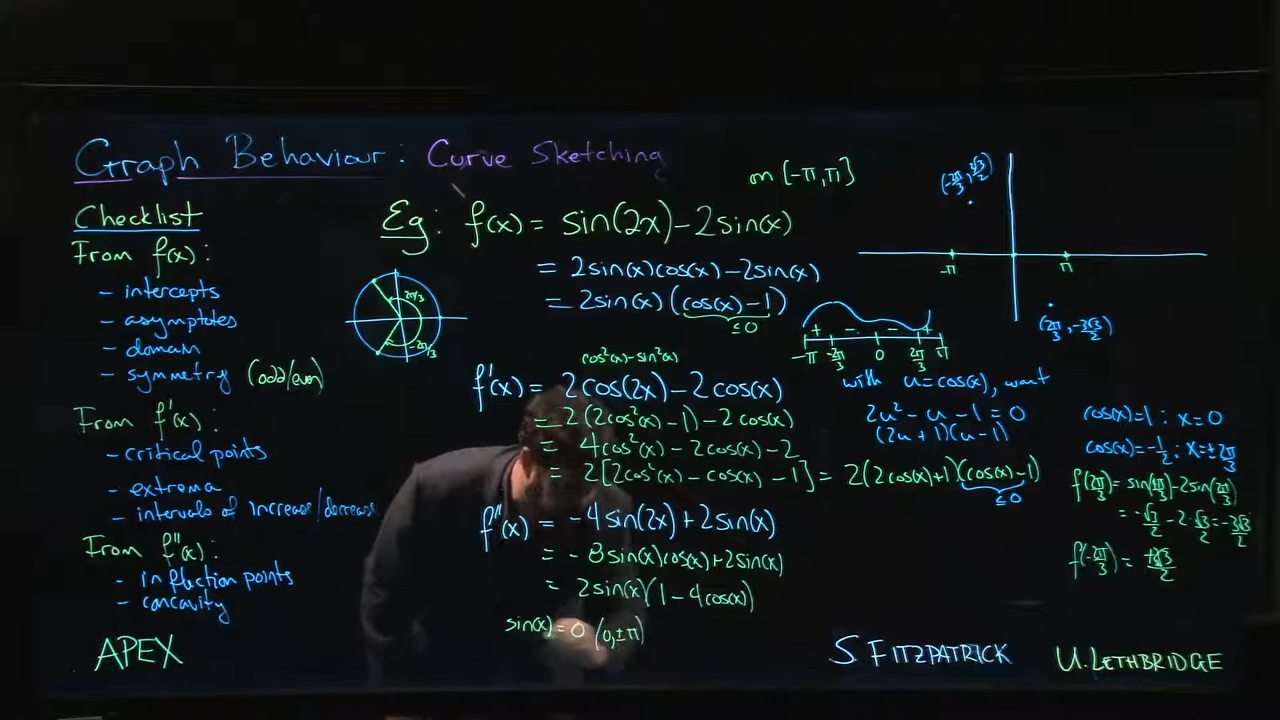 Graph Behaviour: Curve Sketching
Checklist
From f(x):
- intercepts
- asymptotes
- domain
- symmetry (odd/even)
From f'(x):
- critical points
- extrema
- intervals of increase/decrease
From f''(x):
- inflection points
- concavity
APEX
on [-π,π]
Eg: f(x) = sin(2x)-2sin(x)
= 2sin(x)cos(x)-2sin(x)
= 2sin(x)(cos(x)-1)
≤0
2π/3
-2π/3
cos²(x)-sin²(x)
f'(x) = 2cos(2x)-2cos(x)
= 2(2cos²(x)-1)-2cos(x)
= 4cos²(x)-2cos(x)-2
= 2[2cos²(x)-cos(x)-1] = 2(2cos(x)+1)(cos(x)-1)
≤0
f''(x) = -4sin(2x)+2sin(x)
= -8sin(x)cos(x)+2sin(x)
= 2sin(x)(1-4cos(x))
sin(x)=0 (0,±π)
+ - - +
-π -2π/3 0 2π/3 π
with u=cos(x), want
2u²-u-1=0
(2u+1)(u-1)
(-2π/3, 3√3/2)
-π π
(2π/3, -3√3/2)
cos(x)=1: x=0
cos(x)=-1/2: x=±2π/3
f(2π/3)=sin(4π/3)-2sin(2π/3)
=-√3/2-2·√3/2=-3√3/2
f(-2π/3)= +3√3/2
S. FITZPATRICK
U. LETHBRIDGE